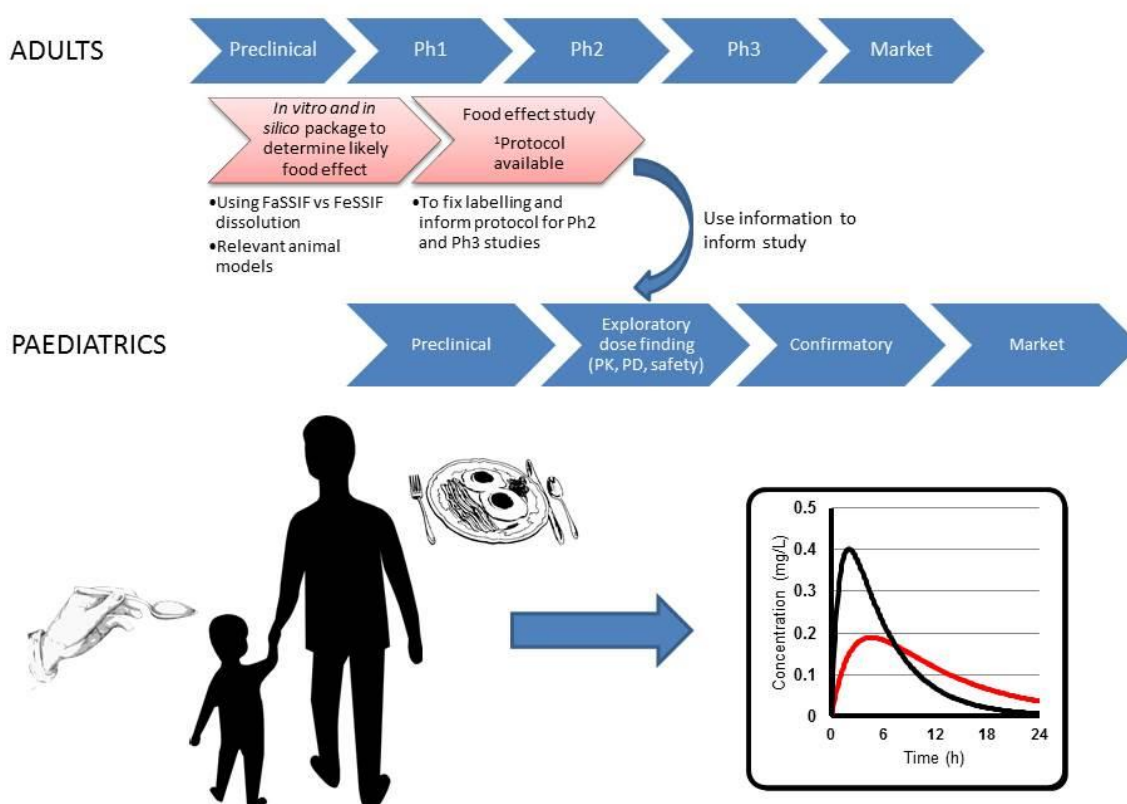 ADULTS
Preclinical
Ph1
Ph2
Ph3
Market
In vitro and in
silico package to
determine likely
food effect
Food effect study
¹Protocol
available
•Using FaSSIF vs FeSSIF
dissolution
•Relevant animal
models
•To fix labelling and
inform protocol for Ph2
and Ph3 studies
Use information to
inform study
PAEDIATRICS
Preclinical
Exploratory
dose finding
(PK, PD, safety)
Confirmatory
Market
Concentration (mg/L)
0.5
0.4
0.3
0.2
0.1
0
0
6
12
18
24
Time (h)